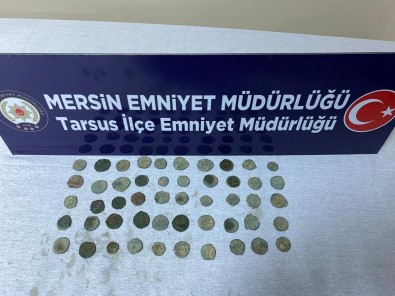 MERSİN EMNİYET MÜDÜRLÜĞÜ
Tarsus İlçe Emniyet Müdürlüğü